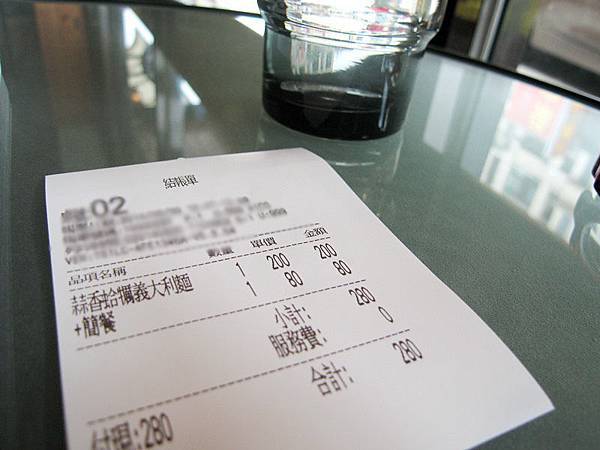 結帳單
02
品項名稱 數量 單價 金額
蒜香蛤蠣義大利麵 1 200 200
+簡餐 1 80 80
小計: 280
服務費: 0
合計: 280
付現:280